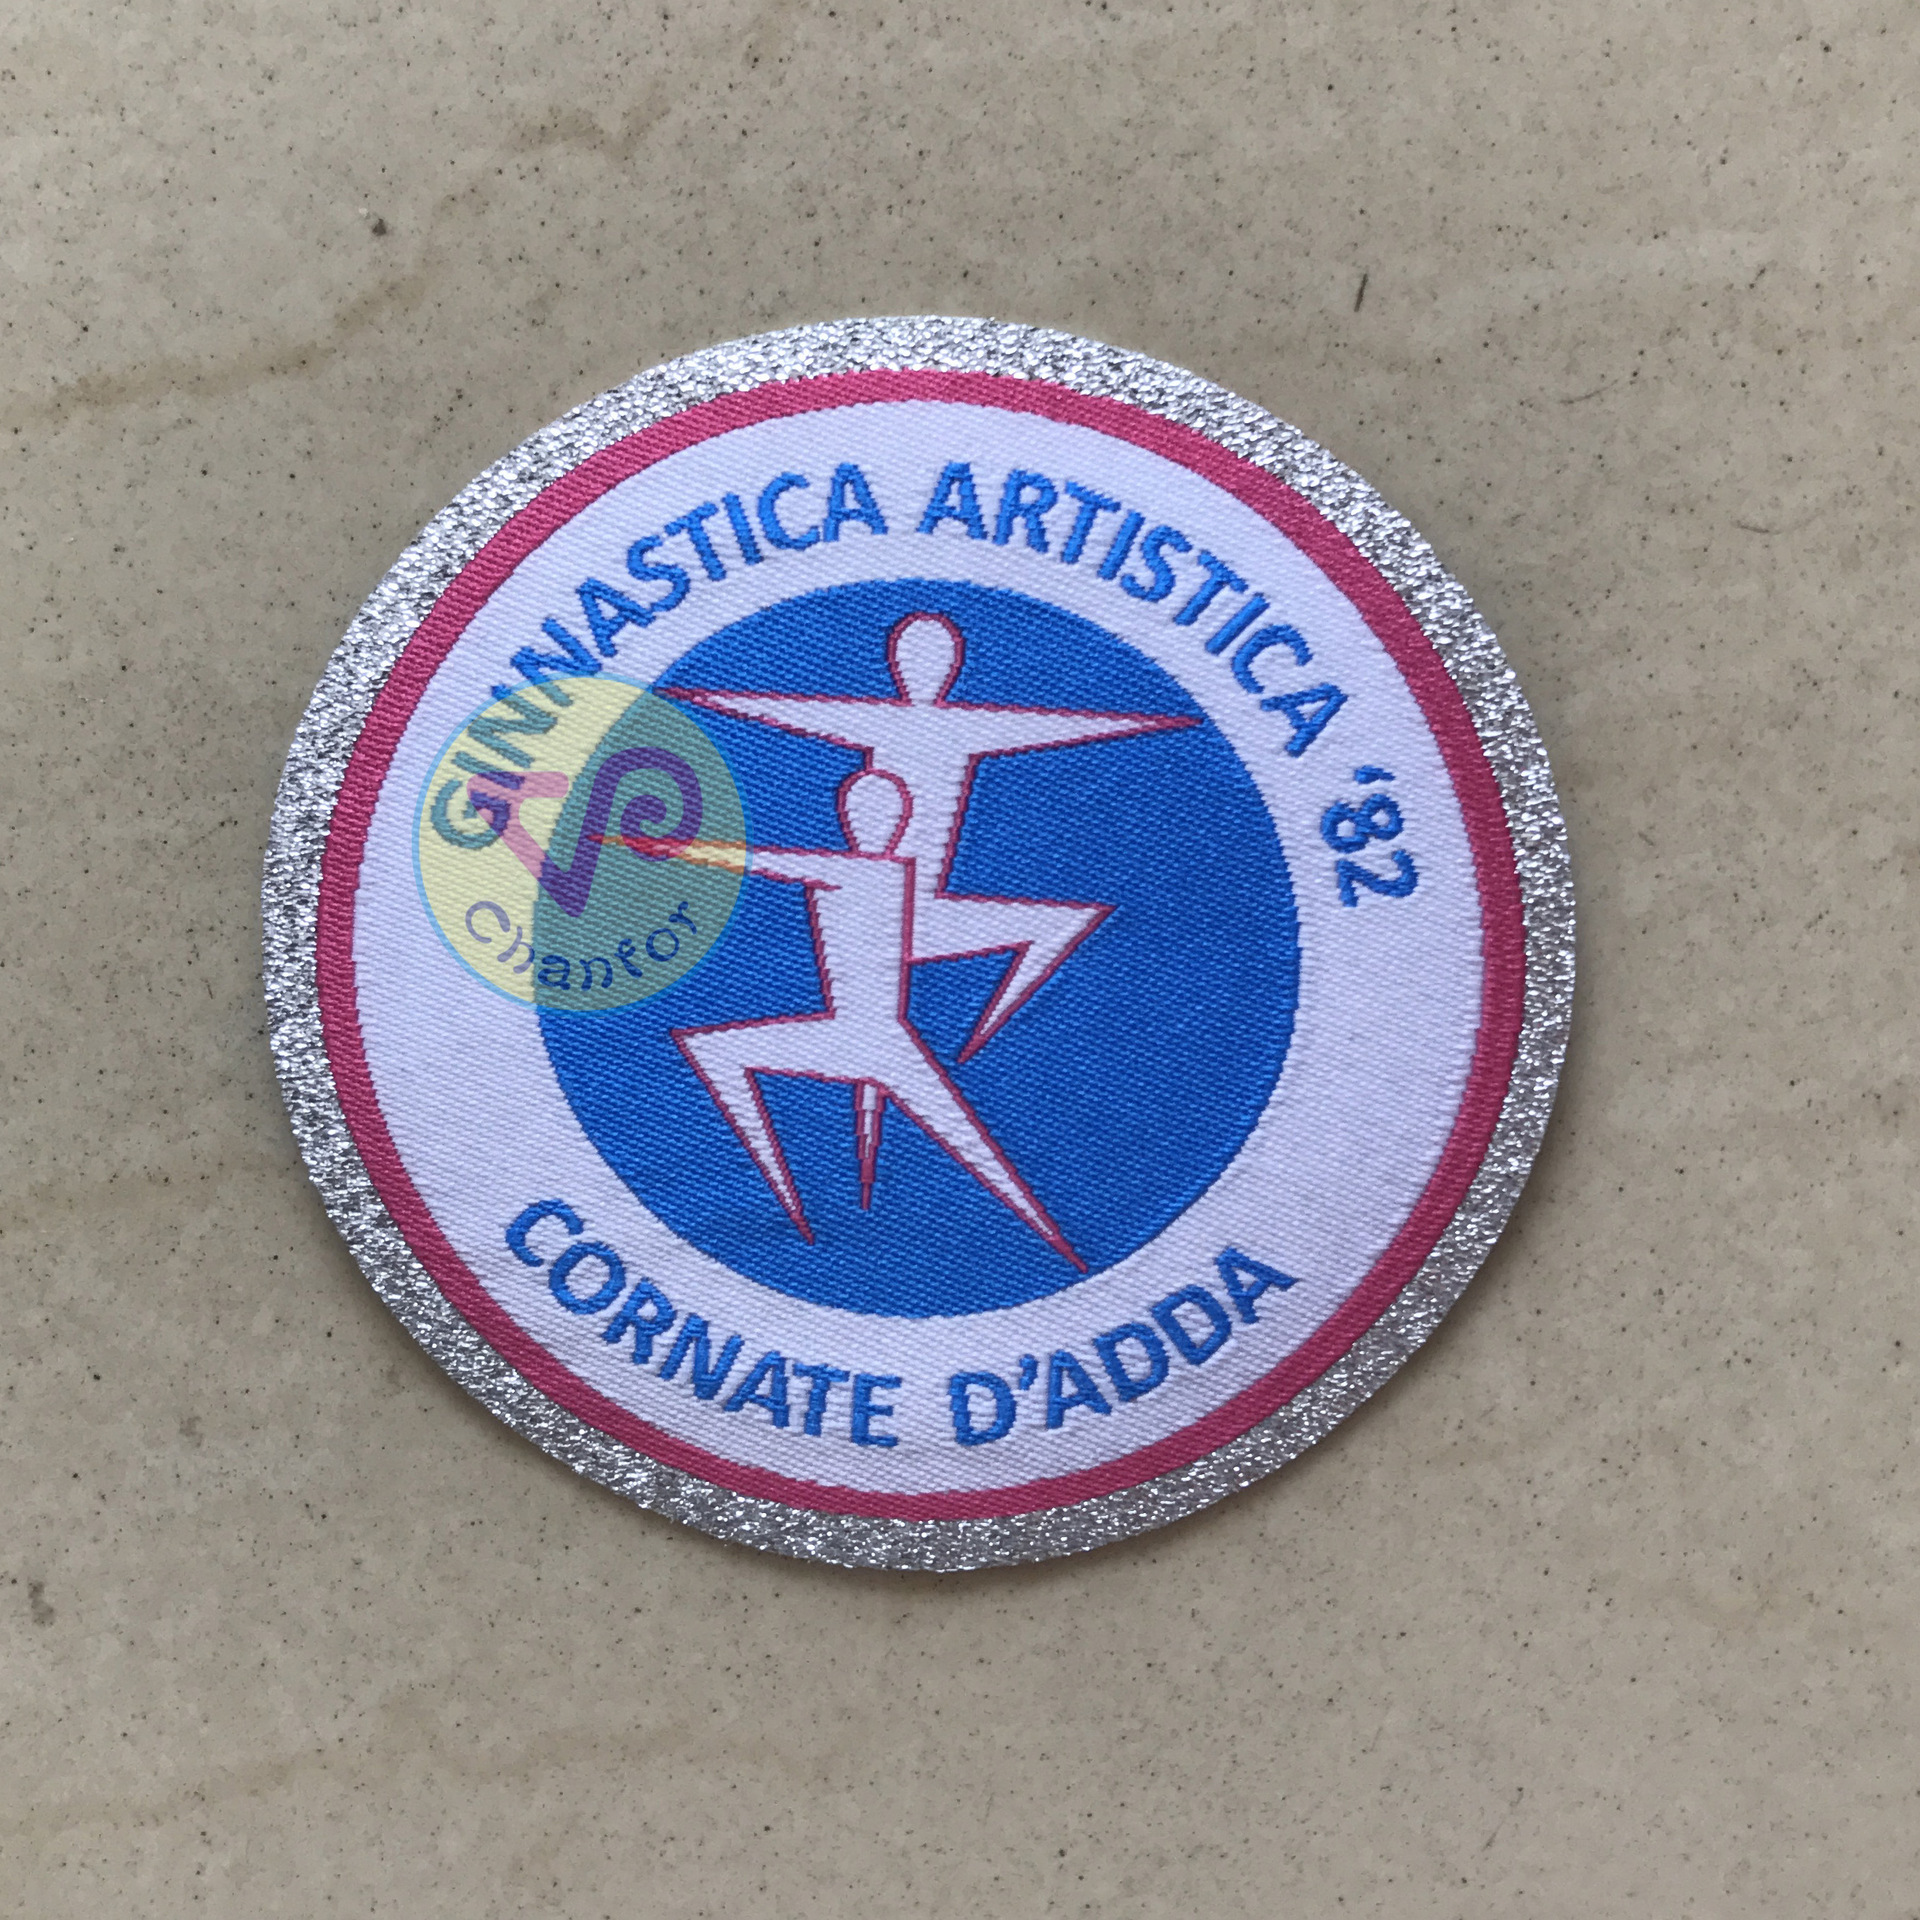 GINNASTICA ARTISTICA '82
Chanfor
CORNATE D'ADDA